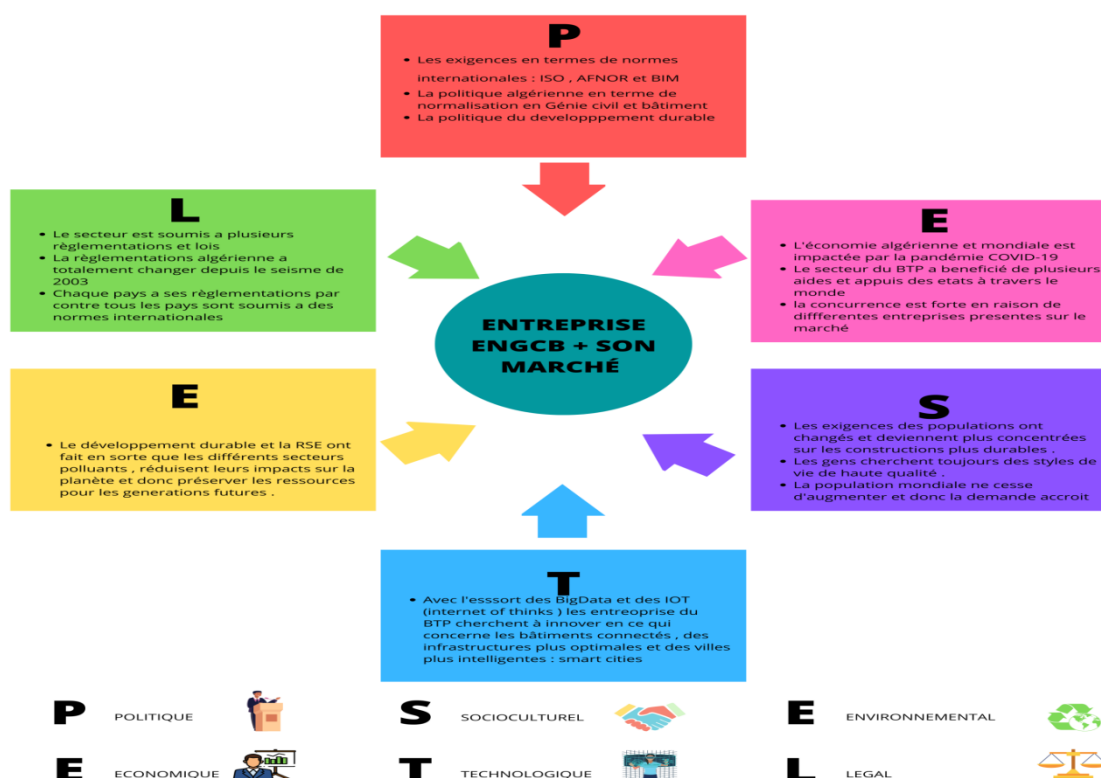 P
• Les exigences en termes de normes
internationales : ISO , AFNOR et BIM
• La politique algérienne en terme de
normalisation en Génie civil et bâtiment
• La politique du developppement durable
L
• Le secteur est soumis a plusieurs
règlementations et lois
• La règlementations algérienne a
totalement changer depuis le seisme de
2003
• Chaque pays a ses règlementations par
contre tous les pays sont soumis a des
normes internationales
E
• L'économie algérienne et mondiale est
impactée par la pandémie COVID-19
• Le secteur du BTP a beneficié de plusieurs
aides et appuis des etats à travers le
monde
• la concurrence est forte en raison de
diffferentes entreprises presentes sur le
marché
ENTREPRISE
ENGCB + SON
MARCHÉ
E
• Le développement durable et la RSE ont
fait en sorte que les différents secteurs
polluants , réduisent leurs impacts sur la
planète et donc préserver les ressources
pour les generations futures .
S
• Les exigences des populations ont
changés et deviennent plus concentrées
sur les constructions plus durables .
• Les gens cherchent toujours des styles de
vie de haute qualité .
• La population mondiale ne cesse
d'augmenter et donc la demande accroit
T
• Avec l'esssort des BigData et des IOT
(internet of thinks ) les entreoprise du
BTP cherchent à innover en ce qui
concerne les bâtiments connectés , des
infrastructures plus optimales et des villes
plus intelligentes : smart cities
P POLITIQUE
S SOCIOCULTUREL
E ENVIRONNEMENTAL
E ECONOMIQUE
T TECHNOLOGIQUE
L LEGAL